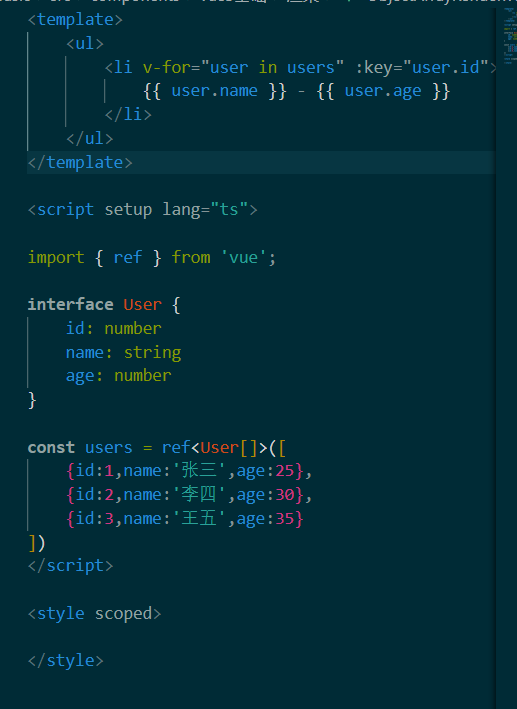 <template>
<ul>
<li v-for="user in users" :key="user.id">
{{ user.name }} - {{ user.age }}
</li>
</ul>
</template>
<script setup lang="ts">
import { ref } from 'vue';
interface User {
id: number
name: string
age: number
}
const users = ref<User[]>([
{id:1,name:'张三',age:25},
{id:2,name:'李四',age:30},
{id:3,name:'王五',age:35}
])
</script>
<style scoped>
</style>